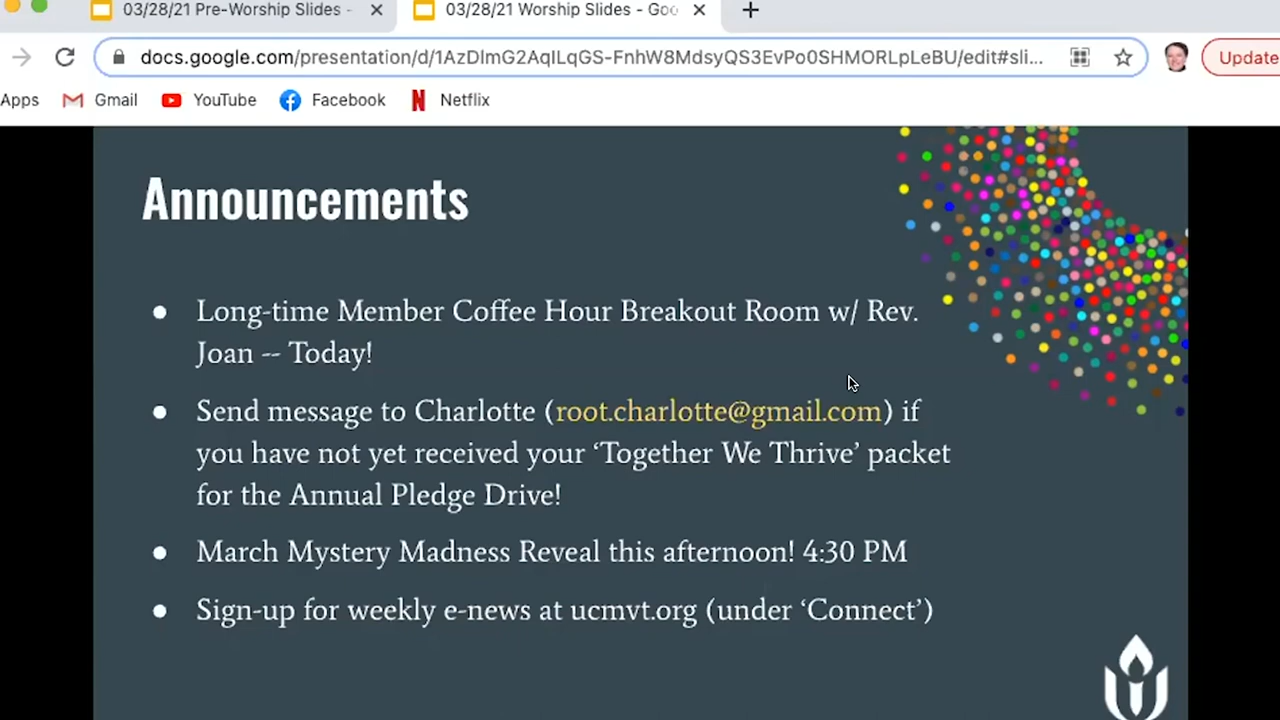 03/28/21 Pre-Worship Slides -
03/28/21 Worship Slides - Goo
docs.google.com/presentation/d/1AzDlmG2AqlLqGS-FnhW8MdsyQS3EvPo0SHMORLpLeBU/edit#sli...
Update
Apps Gmail YouTube Facebook Netflix
Announcements
● Long-time Member Coffee Hour Breakout Room w/ Rev.
Joan -- Today!
● Send message to Charlotte (root.charlotte@gmail.com) if
you have not yet received your ‘Together We Thrive’ packet
for the Annual Pledge Drive!
● March Mystery Madness Reveal this afternoon! 4:30 PM
● Sign-up for weekly e-news at ucmvt.org (under ‘Connect’)